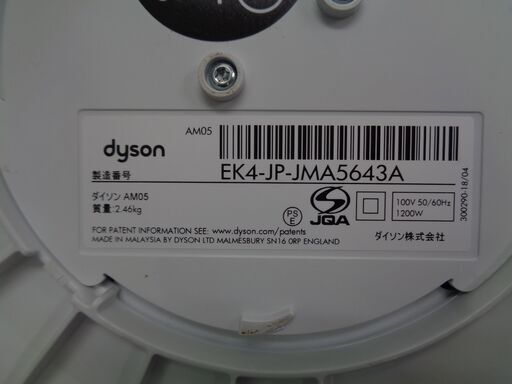 AM05
dyson
製造番号
EK4-JP-JMA5643A
ダイソン AM05
質量:2.46kg
PS
E
JQA
100V 50/60Hz
1200W
300290-18/04
FOR PATENT INFORMATION SEE: www.dyson.com/patents
MADE IN MALAYSIA BY DYSON LTD MALMESBURY SN16 0RP ENGLAND
ダイソン株式会社